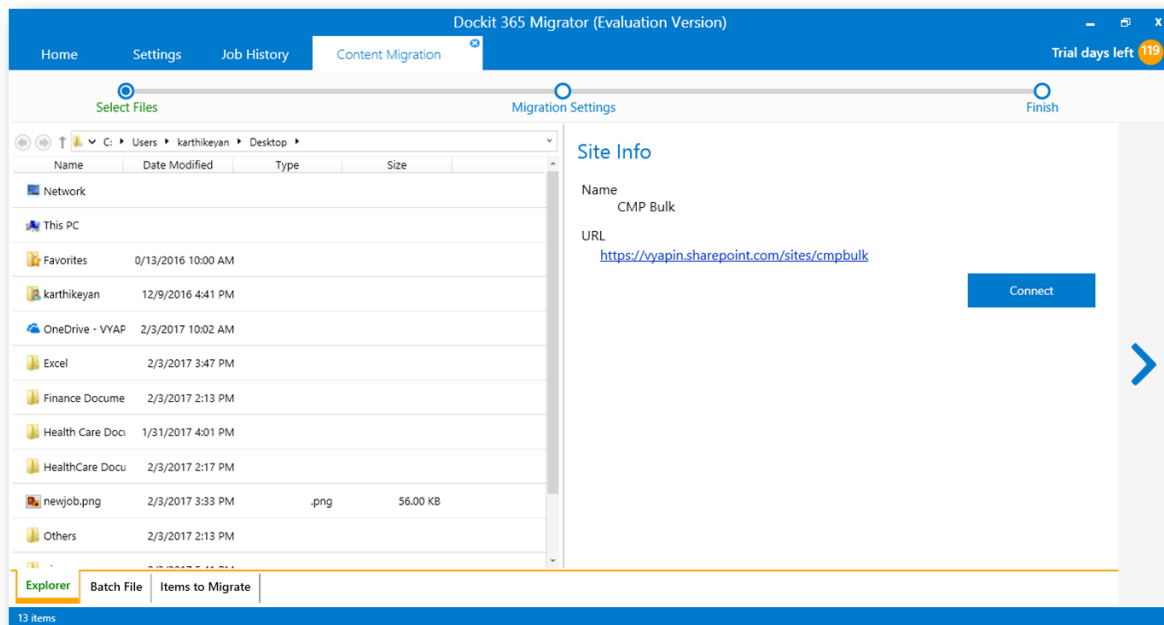 Dockit 365 Migrator (Evaluation Version)
Home Settings Job History Content Migration
Trial days left 119
Select Files Migration Settings Finish
C: Users karthikeyan Desktop
Name Date Modified Type Size
Network
This PC
Favorites 0/13/2016 10:00 AM
karthikeyan 12/9/2016 4:41 PM
OneDrive - VYAP 2/3/2017 10:02 AM
Excel 2/3/2017 3:47 PM
Finance Docume 2/3/2017 2:13 PM
Health Care Docu 1/31/2017 4:01 PM
HealthCare Docu 2/3/2017 2:17 PM
newjob.png 2/3/2017 3:33 PM .png 56.00 KB
Others 2/3/2017 2:13 PM
Site Info
Name
CMP Bulk
URL
https://vyapin.sharepoint.com/sites/cmpbulk
Connect
Explorer Batch File Items to Migrate
13 items